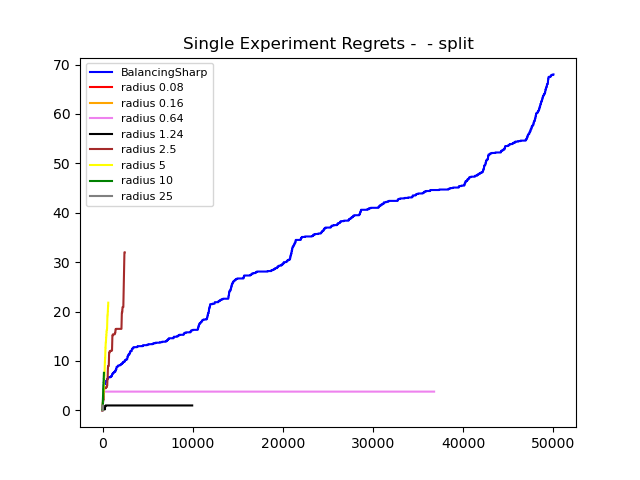 Single Experiment Regrets -  - split
BalancingSharp
radius 0.08
radius 0.16
radius 0.64
radius 1.24
radius 2.5
radius 5
radius 10
radius 25
70
60
50
40
30
20
10
0
0 10000 20000 30000 40000 50000